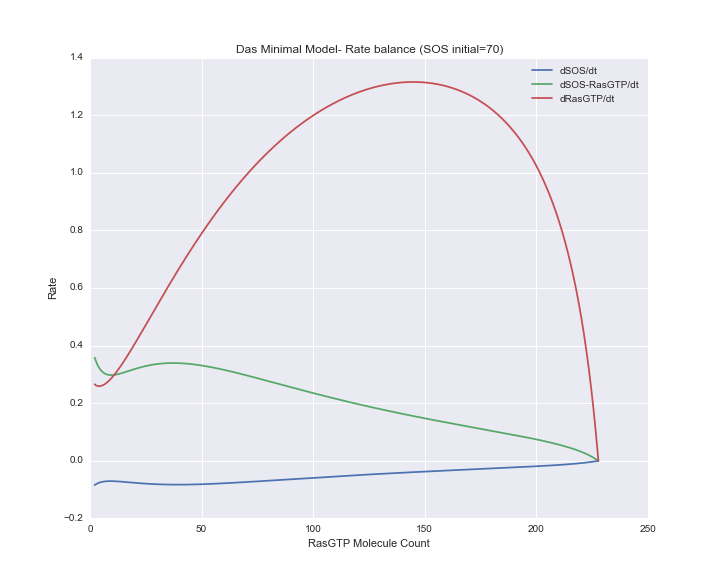 Das Minimal Model- Rate balance (SOS initial=70)
dSOS/dt
dSOS-RasGTP/dt
dRasGTP/dt
1.4
1.2
1.0
0.8
0.6
0.4
0.2
0.0
−0.2
Rate
0 50 100 150 200 250
RasGTP Molecule Count